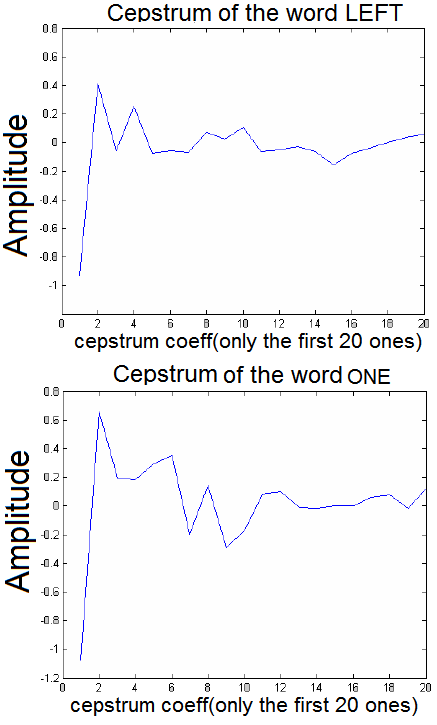 Cepstrum of the word LEFT
0.8
0.6
0.4
0.2
0
-0.2
-0.4
-0.6
-0.8
-1
Amplitude
0 2 4 6 8 10 12 14 16 18 20
cepstrum coeff(only the first 20 ones)
Cepstrum of the word ONE
0.8
0.6
0.4
0.2
0
-0.2
-0.4
-0.6
-0.8
-1
-1.2
Amplitude
0 2 4 6 8 10 12 14 16 18 20
cepstrum coeff(only the first 20 ones)